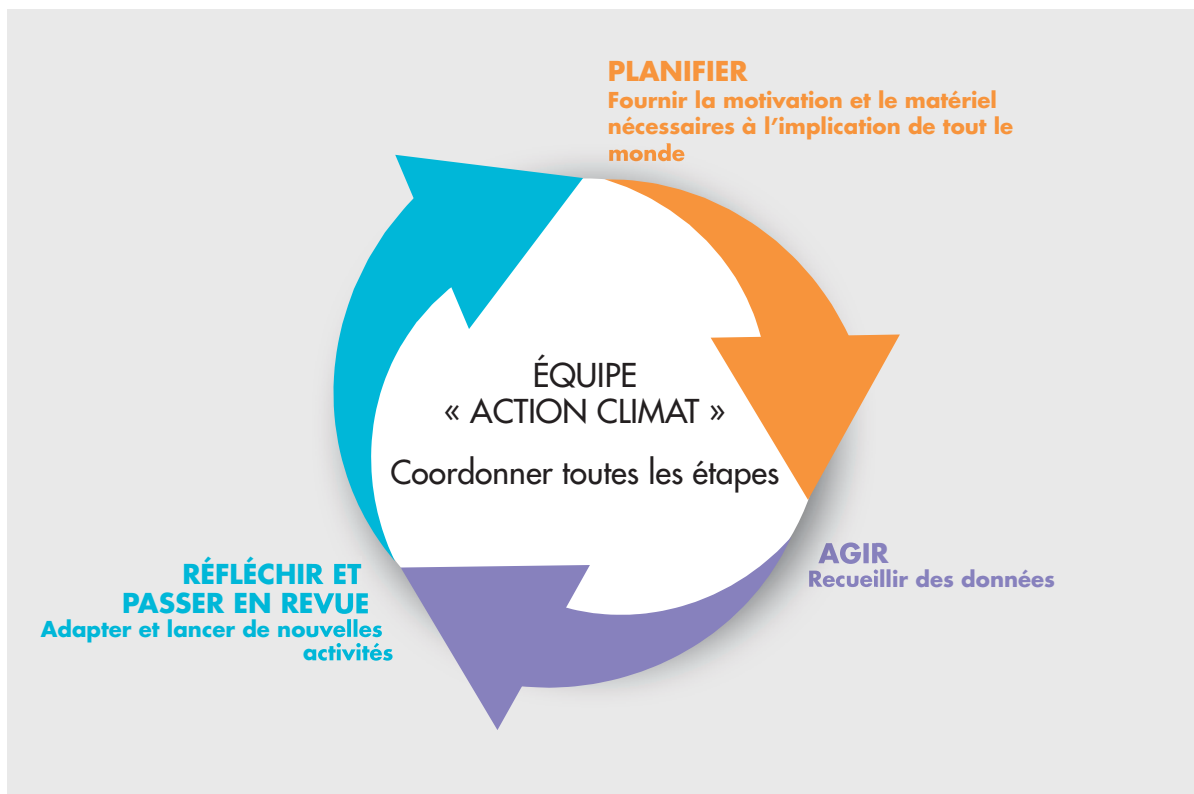 PLANIFIER
Fournir la motivation et le matériel
nécessaires à l’implication de tout le
monde
ÉQUIPE
« ACTION CLIMAT »
Coordonner toutes les étapes
AGIR
Recueillir des données
RÉFLÉCHIR ET
PASSER EN REVUE
Adapter et lancer de nouvelles
activités